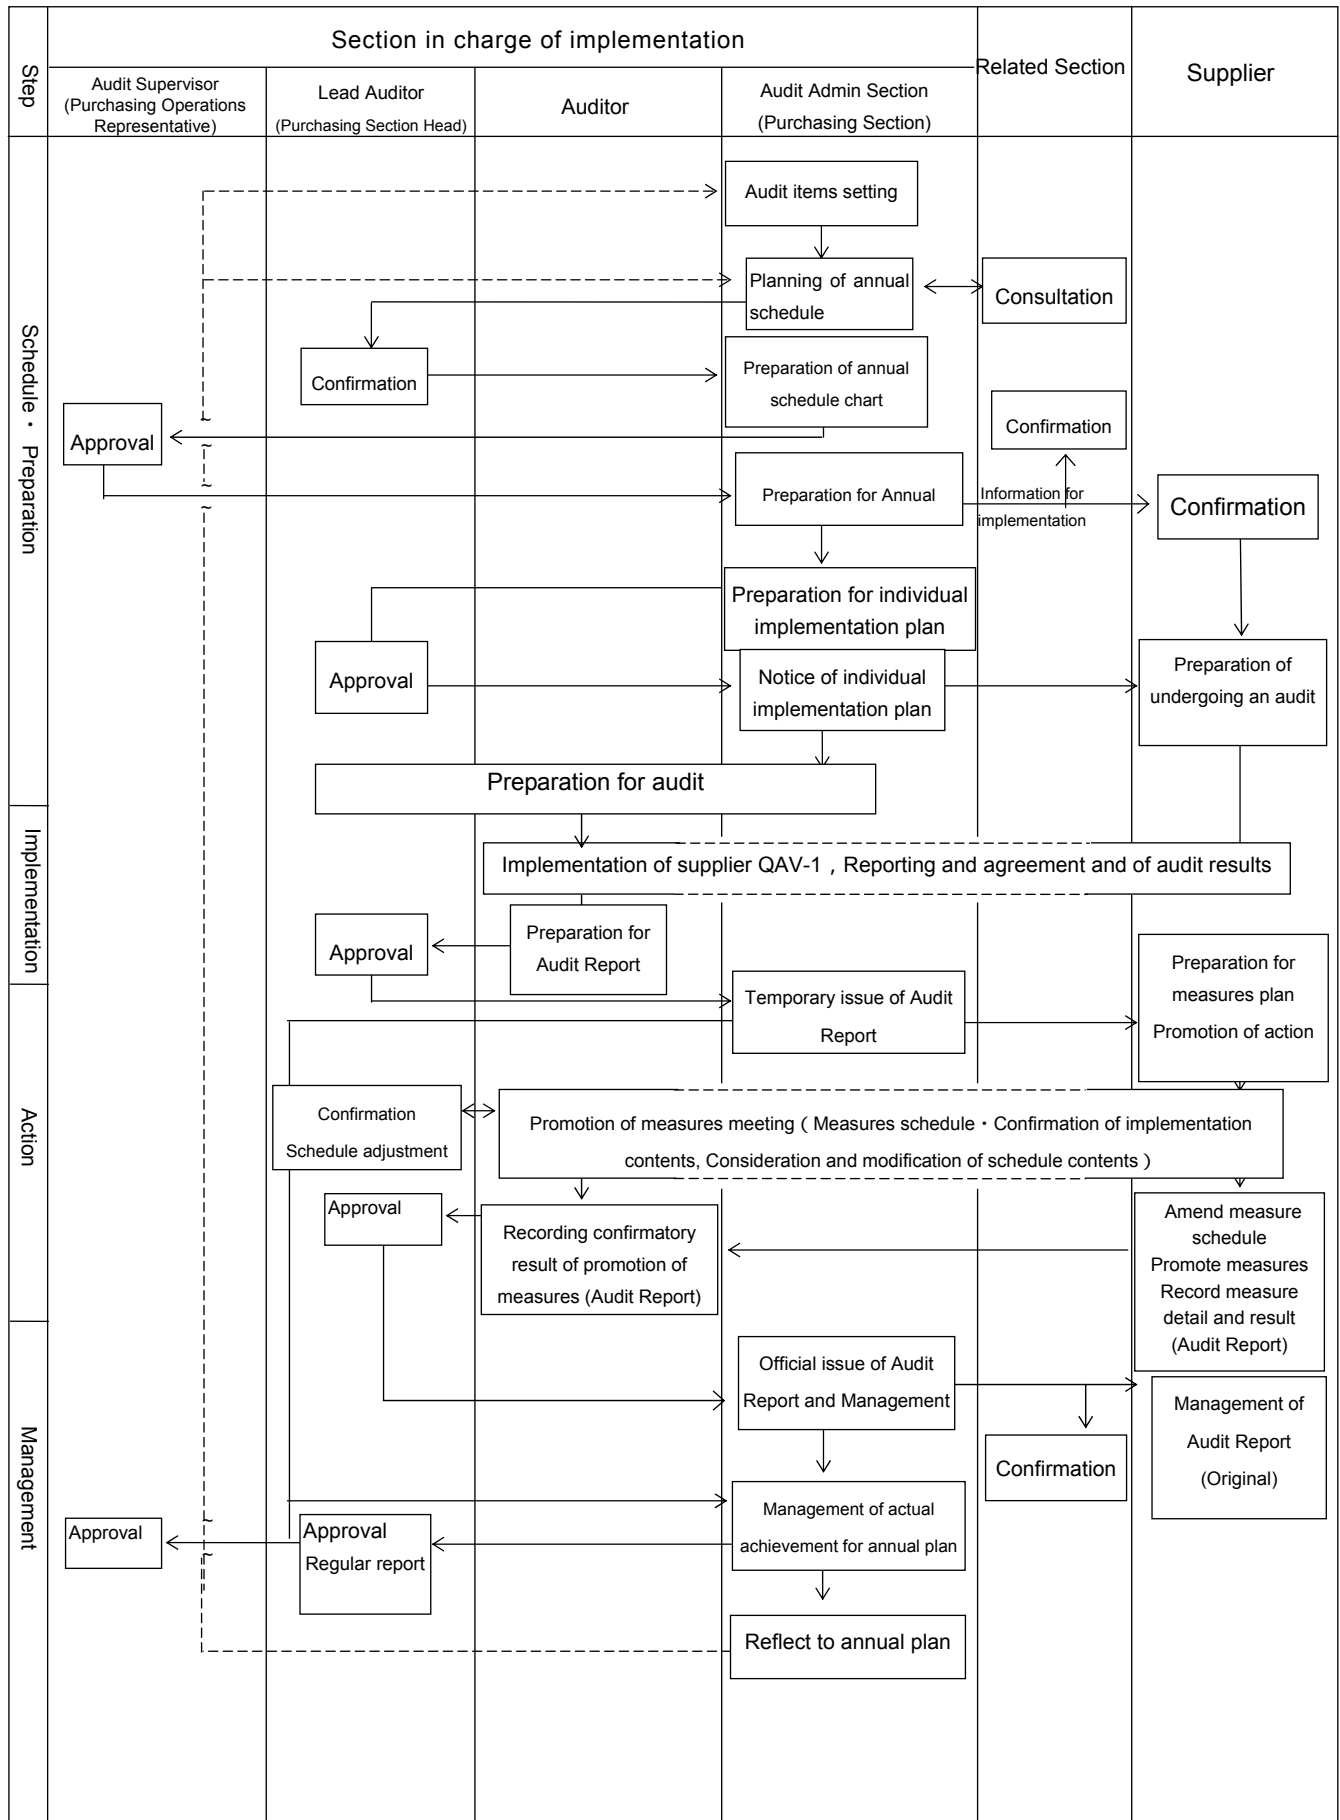 Section in charge of implementation
Step
Audit Supervisor
(Purchasing Operations
Representative)
Lead Auditor
(Purchasing Section Head)
Auditor
Audit Admin Section
(Purchasing Section)
Related Section
Supplier
Schedule・ Preparation
Audit items setting
Planning of annual
schedule
Consultation
Confirmation
Preparation of annual
schedule chart
Approval
Confirmation
Preparation for Annual
Information for
implementation
Confirmation
Preparation for individual
implementation plan
Approval
Notice of individual
implementation plan
Preparation of
undergoing an audit
Preparation for audit
Implementation
Implementation of supplier QAV-1 , Reporting and agreement and of audit results
Approval
Preparation for
Audit Report
Action
Temporary issue of Audit
Report
Preparation for
measures plan
Promotion of action
Confirmation
Schedule adjustment
Promotion of measures meeting ( Measures schedule・Confirmation of implementation
contents, Consideration and modification of schedule contents )
Approval
Recording confirmatory
result of promotion of
measures (Audit Report)
Amend measure
schedule
Promote measures
Record measure
detail and result
(Audit Report)
Management
Official issue of Audit
Report and Management
Confirmation
Management of
Audit Report
(Original)
Management of actual
achievement for annual plan
Approval
Approval
Regular report
Reflect to annual plan